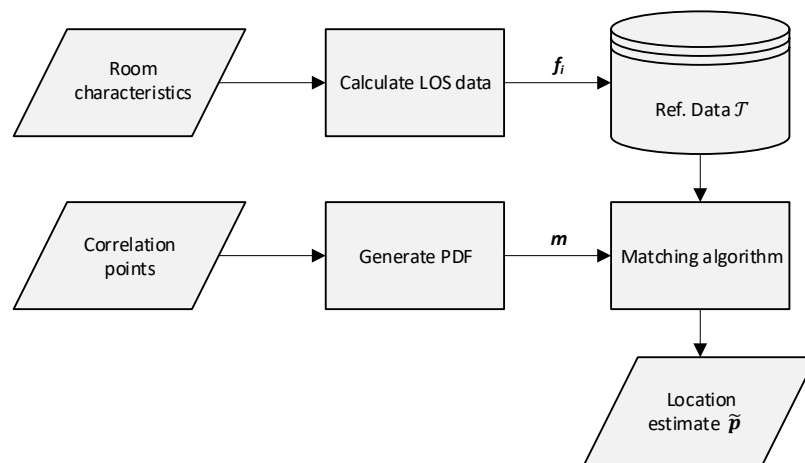 Room
characteristics
Calculate LOS data
fᵢ
Ref. Data 𝒯
Correlation
points
Generate PDF
m
Matching algorithm
Location
estimate p̃